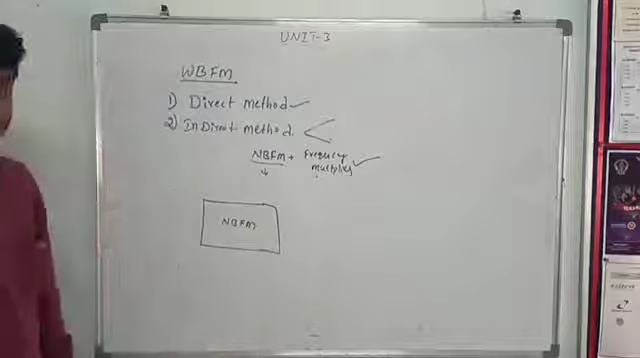 UNIT-3
WBFM
1) Direct method
2) InDirect method
NBFM + Frequency
multiplier
NBFM